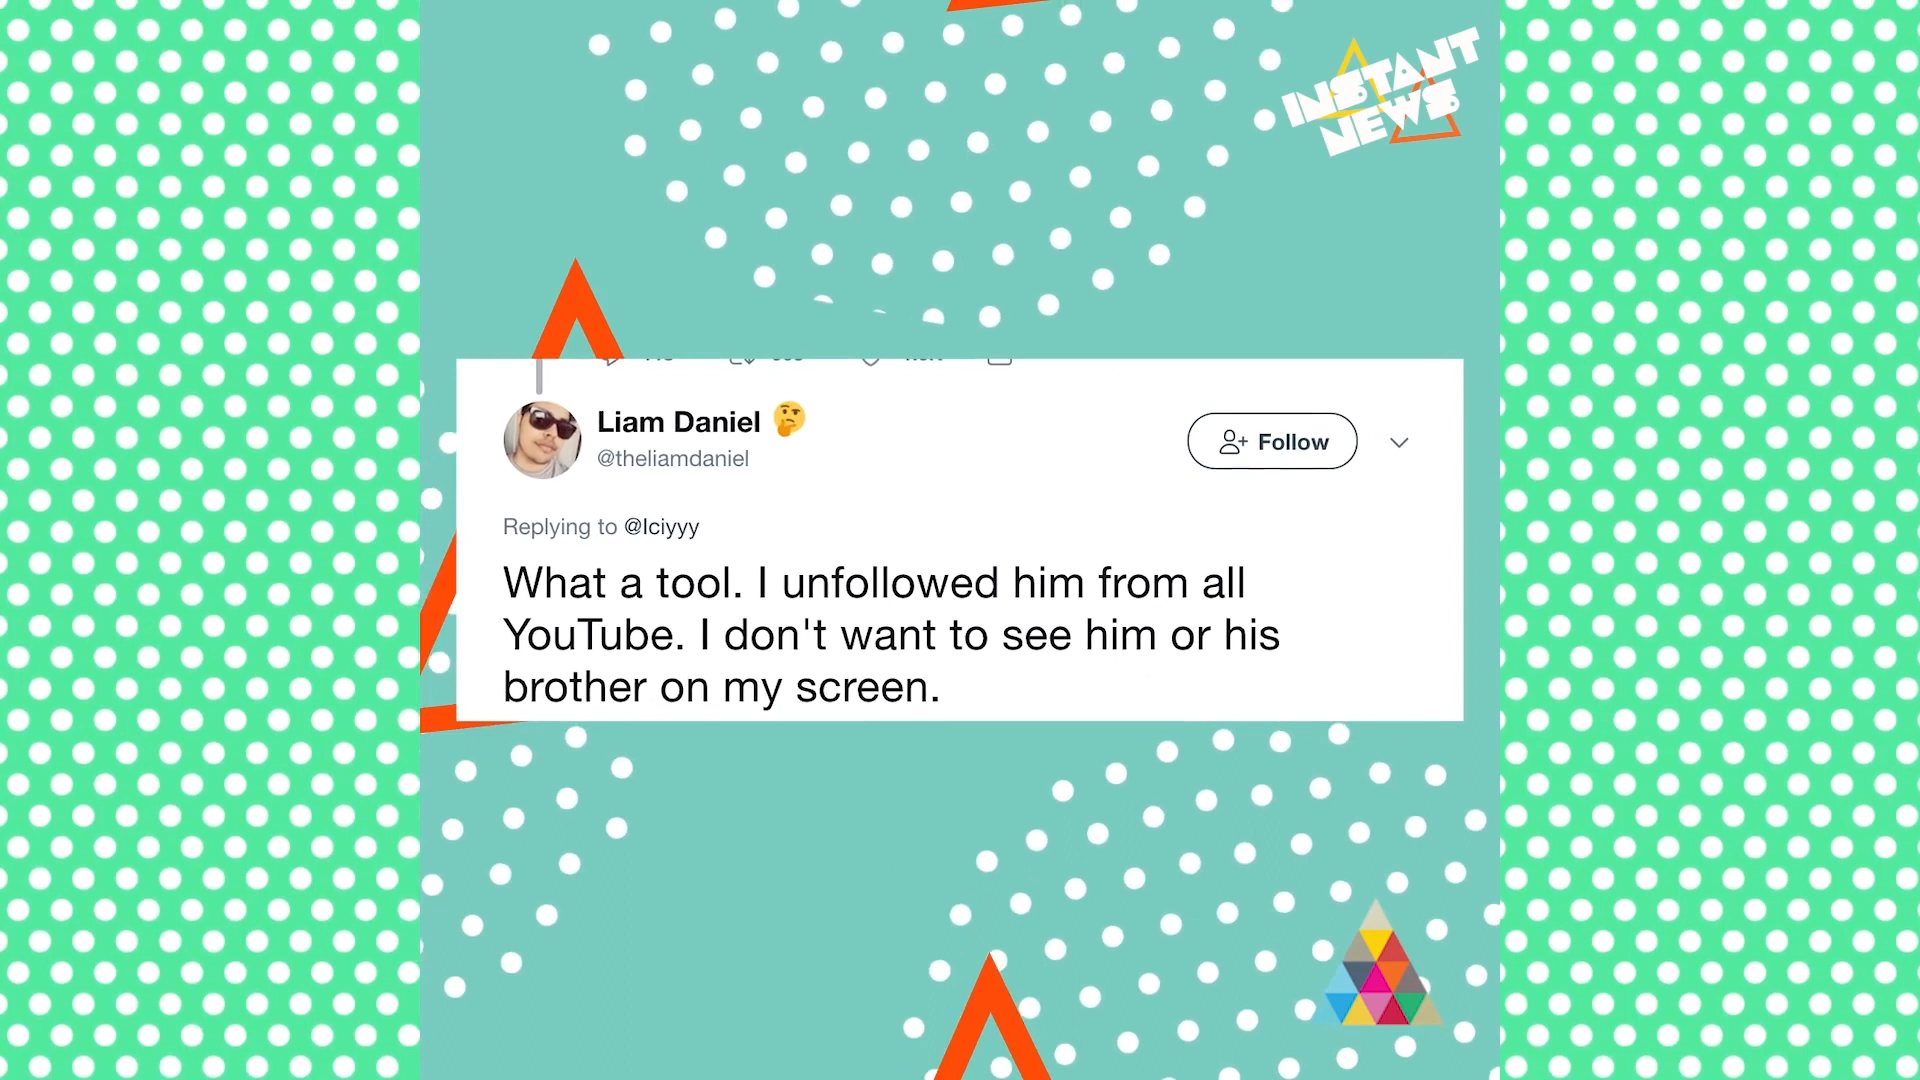 INSTANT
NEWS
Liam Daniel
@theliamdaniel
Follow
Replying to @lciyyy
What a tool. I unfollowed him from all
YouTube. I don't want to see him or his
brother on my screen.